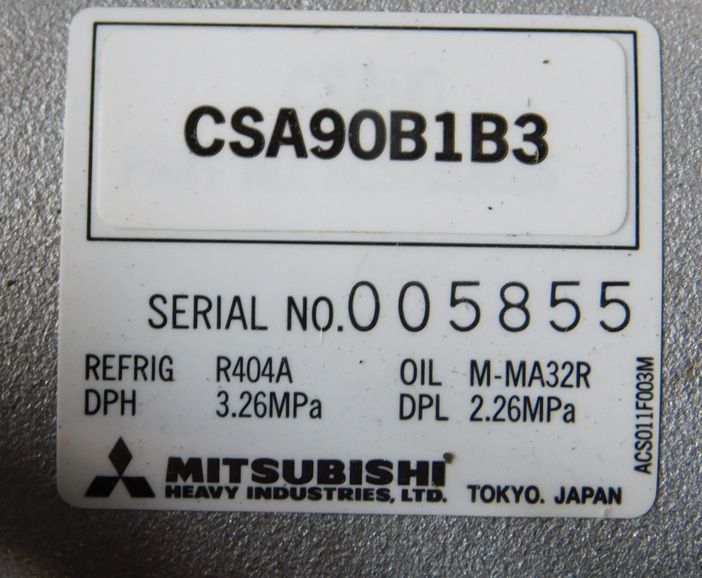 CSA90B1B3
SERIAL NO. 005855
REFRIG R404A OIL M-MA32R
DPH 3.26MPa DPL 2.26MPa
MITSUBISHI
HEAVY INDUSTRIES, LTD. TOKYO. JAPAN
ACS011F003M